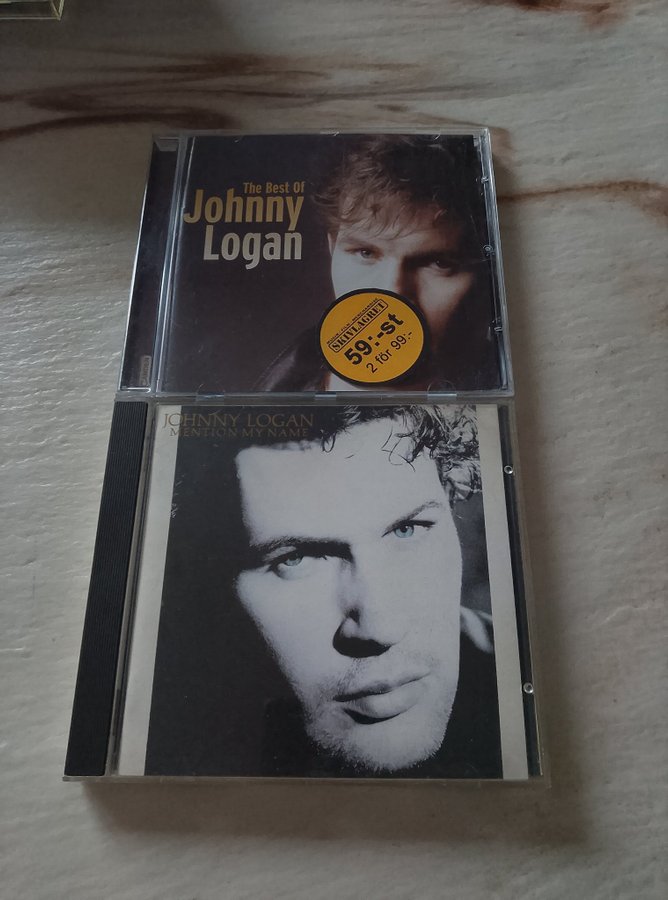 The Best Of
Johnny
Logan
SKIVLAGRET
59:-st
2 för 99:-
JOHNNY LOGAN
MENTION MY NAME